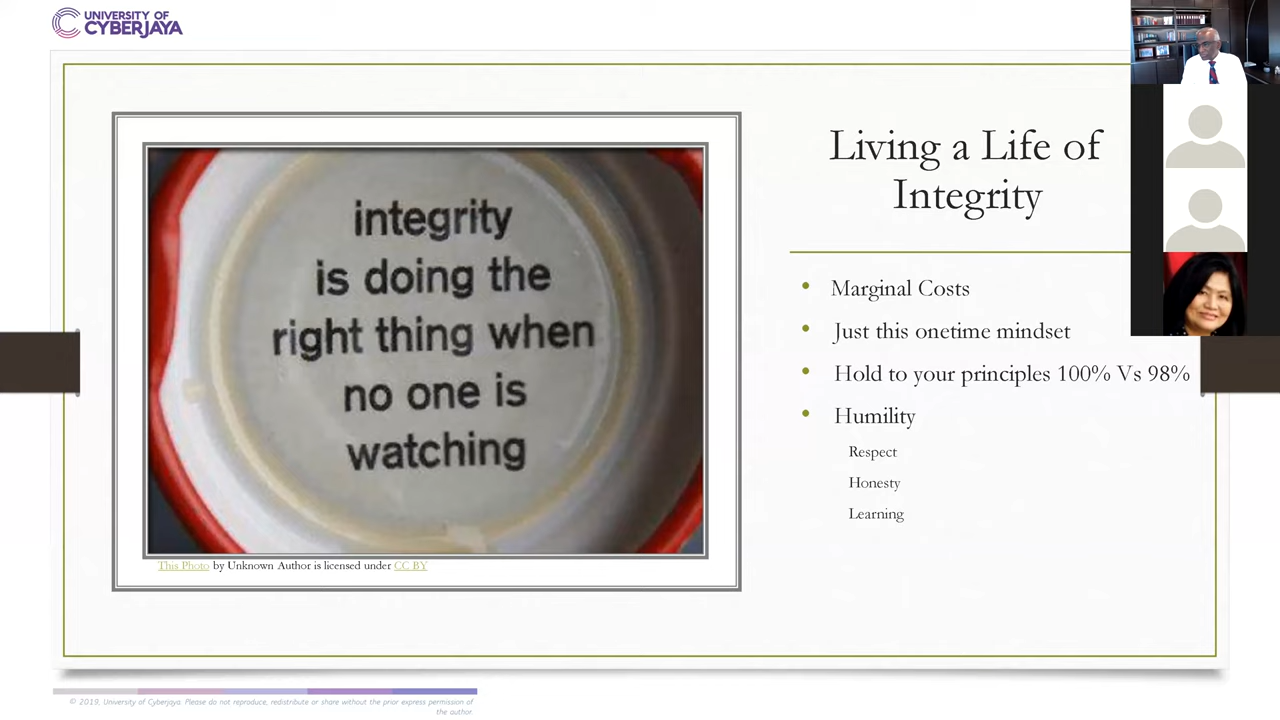 UNIVERSITY OF
CYBERJAYA
integrity
is doing the
right thing when
no one is
watching
This Photo by Unknown Author is licensed under CC BY
Living a Life of
Integrity
• Marginal Costs
• Just this onetime mindset
• Hold to your principles 100% Vs 98%
• Humility
Respect
Honesty
Learning
© 2019, University of Cyberjaya. Please do not reproduce, redistribute or share without the prior express permission of
the author.